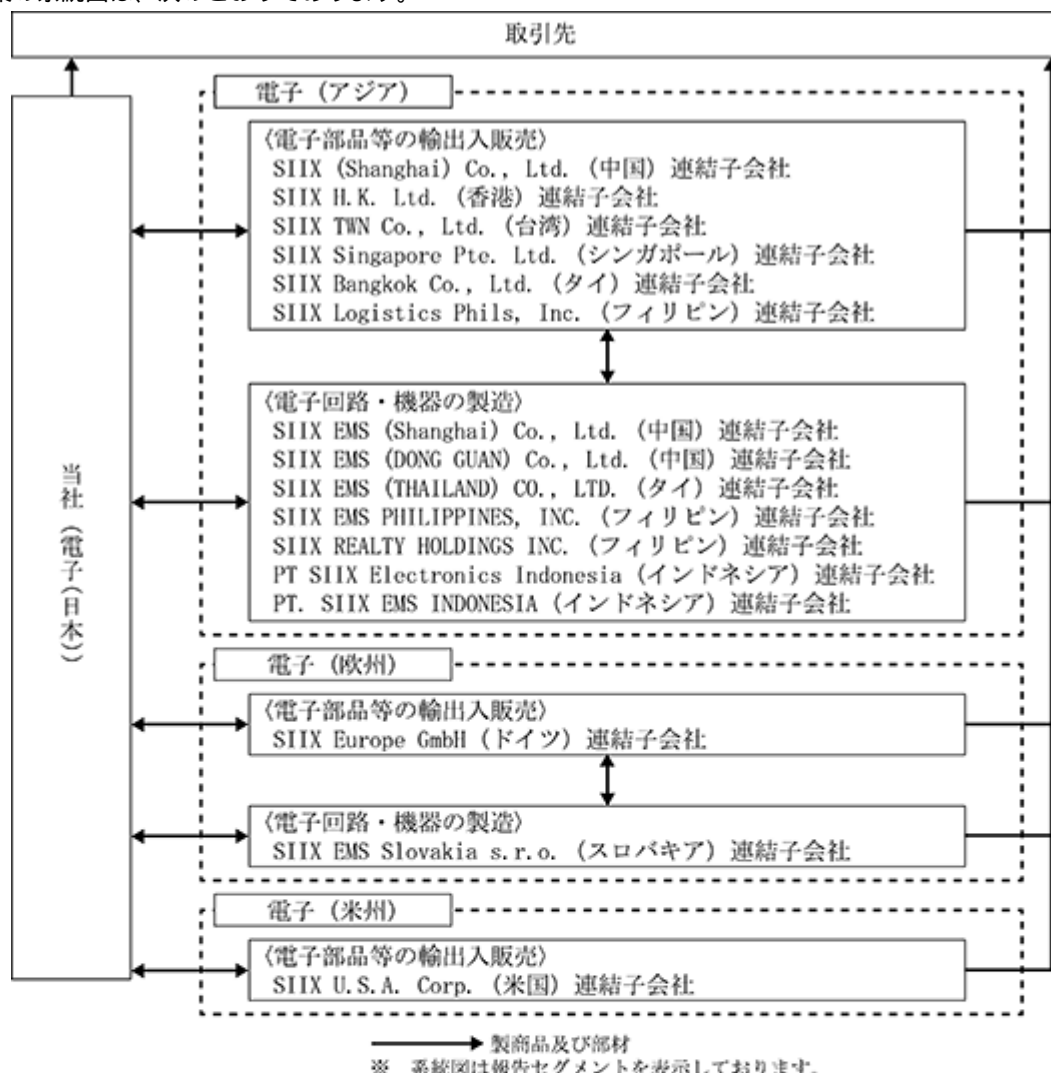 取引先
電子（アジア）
〈電子部品等の輸出入販売〉
SIIX (Shanghai) Co., Ltd.（中国）連結子会社
SIIX H.K. Ltd.（香港）連結子会社
SIIX TWN Co., Ltd.（台湾）連結子会社
SIIX Singapore Pte. Ltd.（シンガポール）連結子会社
SIIX Bangkok Co., Ltd.（タイ）連結子会社
SIIX Logistics Phils, Inc.（フィリピン）連結子会社
〈電子回路・機器の製造〉
SIIX EMS (Shanghai) Co., Ltd.（中国）連結子会社
SIIX EMS (DONG GUAN) Co., Ltd.（中国）連結子会社
SIIX EMS (THAILAND) CO., LTD.（タイ）連結子会社
SIIX EMS PHILIPPINES, INC.（フィリピン）連結子会社
SIIX REALTY HOLDINGS INC.（フィリピン）連結子会社
PT SIIX Electronics Indonesia（インドネシア）連結子会社
PT. SIIX EMS INDONESIA（インドネシア）連結子会社
当社（電子（日本））
電子（欧州）
〈電子部品等の輸出入販売〉
SIIX Europe GmbH（ドイツ）連結子会社
〈電子回路・機器の製造〉
SIIX EMS Slovakia s.r.o.（スロバキア）連結子会社
電子（米州）
〈電子部品等の輸出入販売〉
SIIX U.S.A. Corp.（米国）連結子会社
製商品及び部材
※ 系統図は報告セグメントを表示しております。